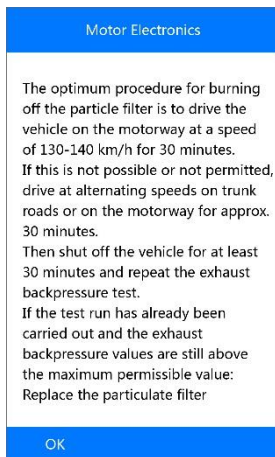 Motor Electronics
The optimum procedure for burning
off the particle filter is to drive the
vehicle on the motorway at a speed
of 130-140 km/h for 30 minutes.
If this is not possible or not permitted,
drive at alternating speeds on trunk
roads or on the motorway for approx.
30 minutes.
Then shut off the vehicle for at least
30 minutes and repeat the exhaust
backpressure test.
If the test run has already been
carried out and the exhaust
backpressure values are still above
the maximum permissible value:
Replace the particulate filter
OK